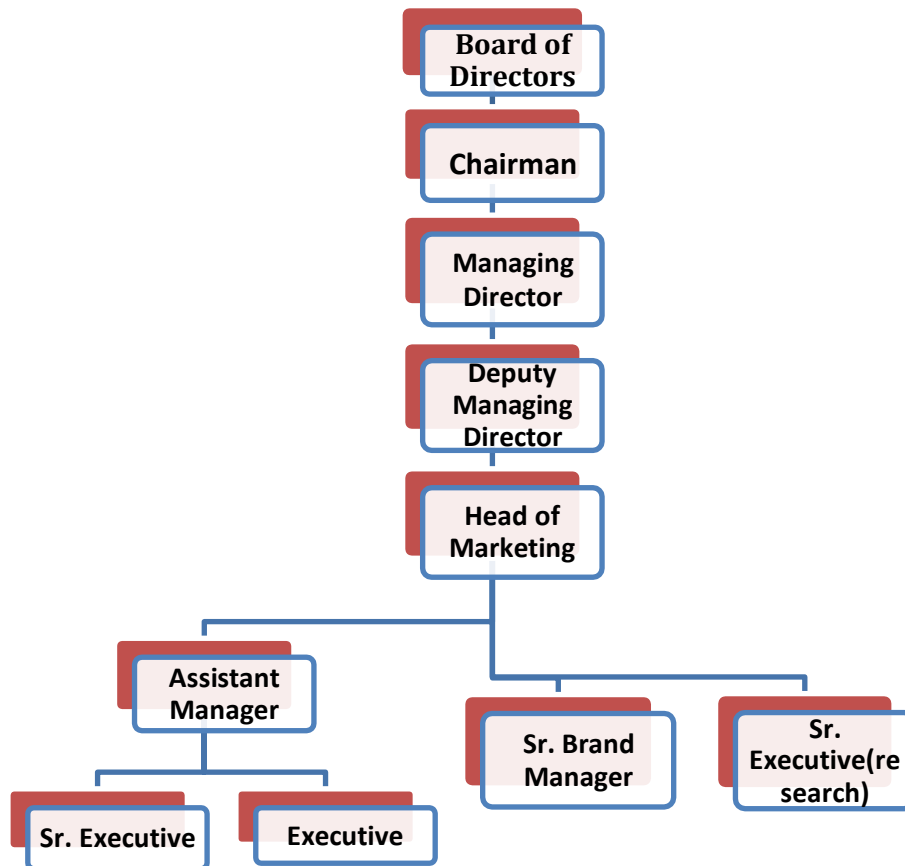 Board of
Directors
Chairman
Managing
Director
Deputy
Managing
Director
Head of
Marketing
Assistant
Manager
Sr. Brand
Manager
Sr.
Executive(re
search)
Sr. Executive
Executive